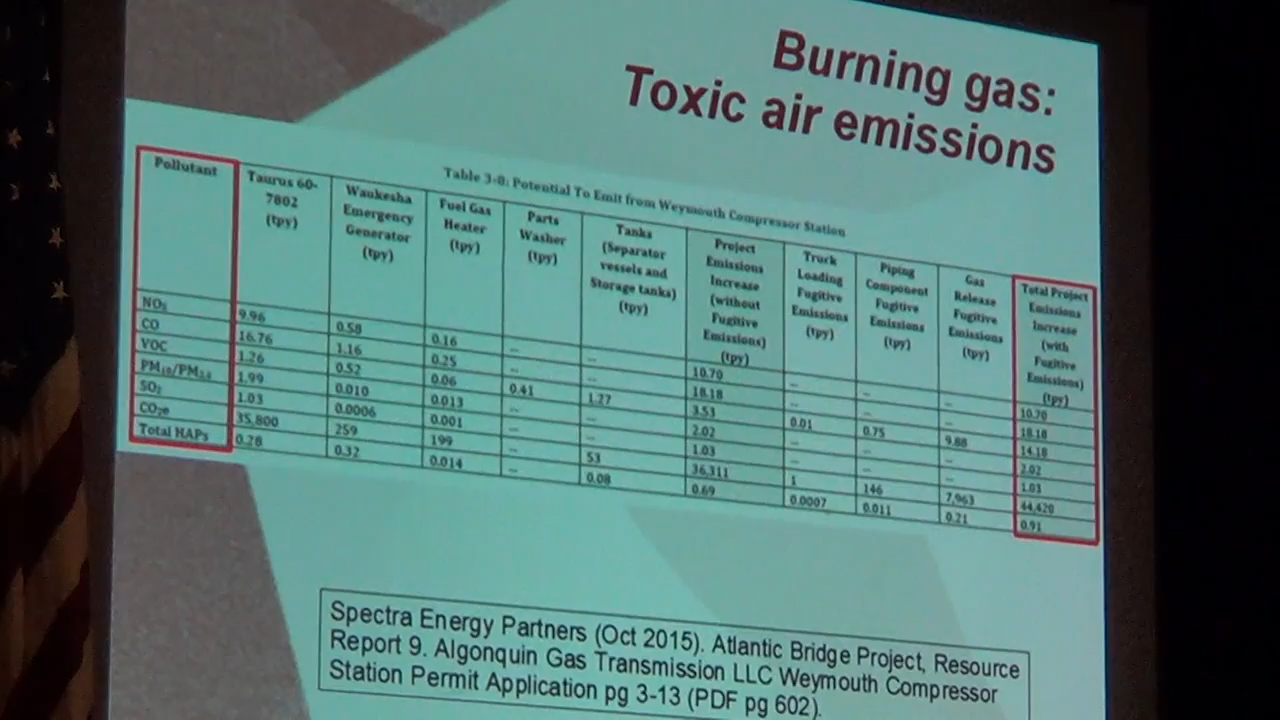 Burning gas:
Toxic air emissions
Table 3-8: Potential To Emit from Weymouth Compressor Station
Pollutant
Taurus 60-
7802
(tpy)
Waukesha
Emergency
Generator
(tpy)
Fuel Gas
Heater
(tpy)
Parts
Washer
(tpy)
Tanks
(Separator
vessels and
Storage tanks)
(tpy)
Project
Emissions
Increase
(without
Fugitive
Emissions)
(tpy)
Truck
Loading
Fugitive
Emissions
(tpy)
Piping
Component
Fugitive
Emissions
(tpy)
Gas
Release
Fugitive
Emissions
(tpy)
Total Project
Emissions
Increase
(with
Fugitive
Emissions)
(tpy)
NOx 9.96 0.58 0.16 -- -- 10.70 -- -- -- 10.70
CO 16.76 1.16 0.25 -- -- 18.18 -- -- -- 18.18
VOC 1.26 0.52 0.06 0.41 1.27 3.53 0.01 0.75 9.88 14.18
PM10/PM2.5 1.99 0.010 0.013 -- -- 2.02 -- -- -- 2.02
SO2 1.03 0.0006 0.001 -- -- 1.03 -- -- -- 1.03
CO2e 35,800 259 199 -- 53 36,311 1 146 7,963 44,420
Total HAPs 0.28 0.32 0.014 -- 0.08 0.69 0.0007 0.011 0.21 0.91
Spectra Energy Partners (Oct 2015). Atlantic Bridge Project, Resource
Report 9. Algonquin Gas Transmission LLC Weymouth Compressor
Station Permit Application pg 3-13 (PDF pg 602).